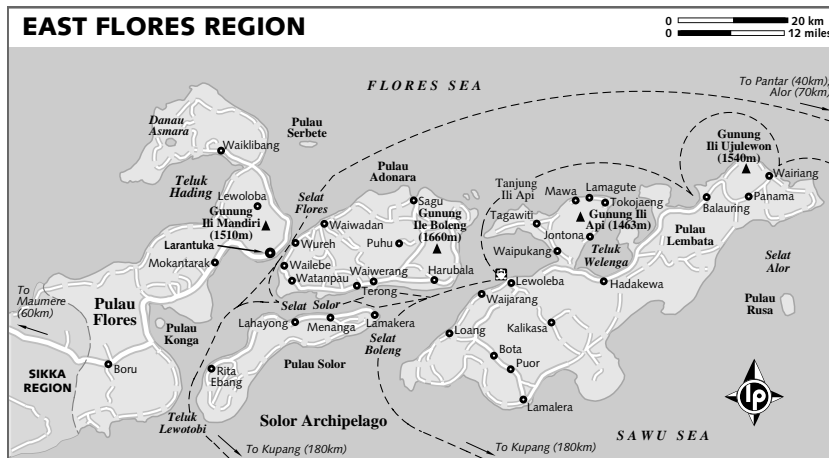 EAST FLORES REGION
0 20 km
0 12 miles
FLORES SEA
To Pantar (40km),
Alor (70km)
Danau
Asmara
Waiklibang
Pulau
Serbete
Teluk
Hading
Lewoloba
Gunung
Ili Mandiri
(1510m)
Larantuka
Mokantarak
Selat
Flores
Pulau
Adonara
Sagu
Gunung
Ile Boleng
(1660m)
Waiwadan
Wureh
Puhu
Wailebe
Watanpau
Waiwerang
Terong
Harubala
Tanjung
Ili Api
Mawa
Lamagute
Tokojaeng
Tagawiti
Gunung Ili
Api (1463m)
Jontona
Waipukang
Teluk
Welenga
Gunung
Ili Ujulewon
(1540m)
Wairiang
Balauring
Panama
Pulau
Lembata
Selat
Alor
Pulau
Rusa
Lewoleba
Hadakewa
Waijarang
Kalikasa
Loang
Bota
Puor
Lamalera
To
Maumere
(60km)
Pulau
Flores
Pulau
Konga
SIKKA
REGION
Boru
Selat Solor
Lahayong
Menanga
Lamakera
Selat
Boleng
Pulau Solor
Rita
Ebang
Teluk
Lewotobi
Solor Archipelago
To Kupang (180km)
To Kupang (180km)
SAWU SEA
lp